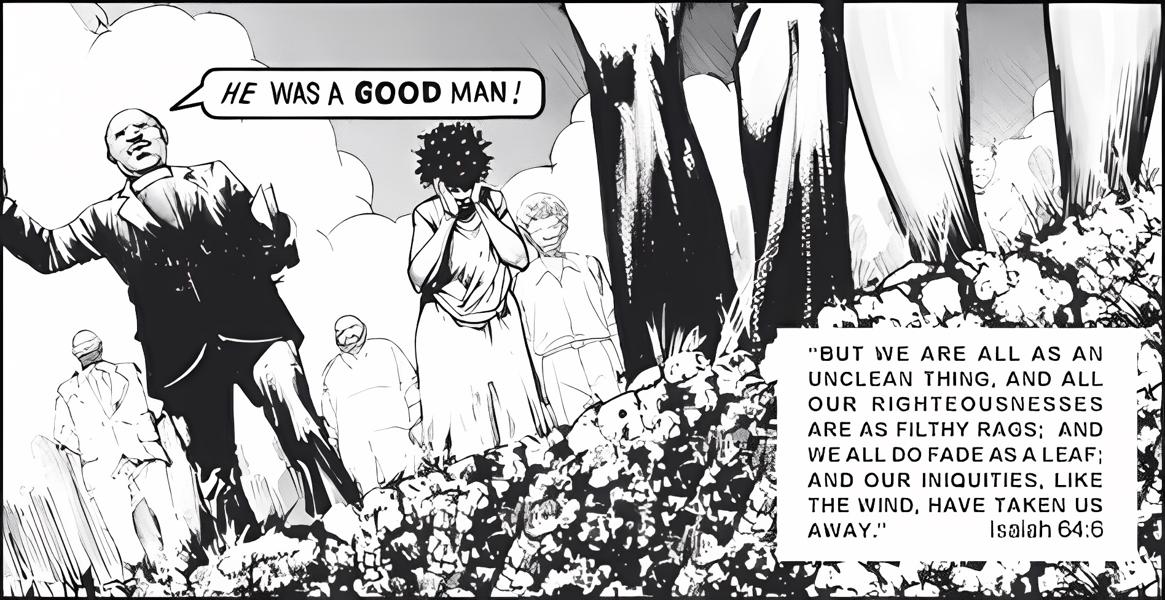 HE WAS A GOOD MAN!
"BUT WE ARE ALL AS AN
UNCLEAN THING, AND ALL
OUR RIGHTEOUSNESSES
ARE AS FILTHY RAGS; AND
WE ALL DO FADE AS A LEAF;
AND OUR INIQUITIES, LIKE
THE WIND, HAVE TAKEN US
AWAY." Isaiah 64:6